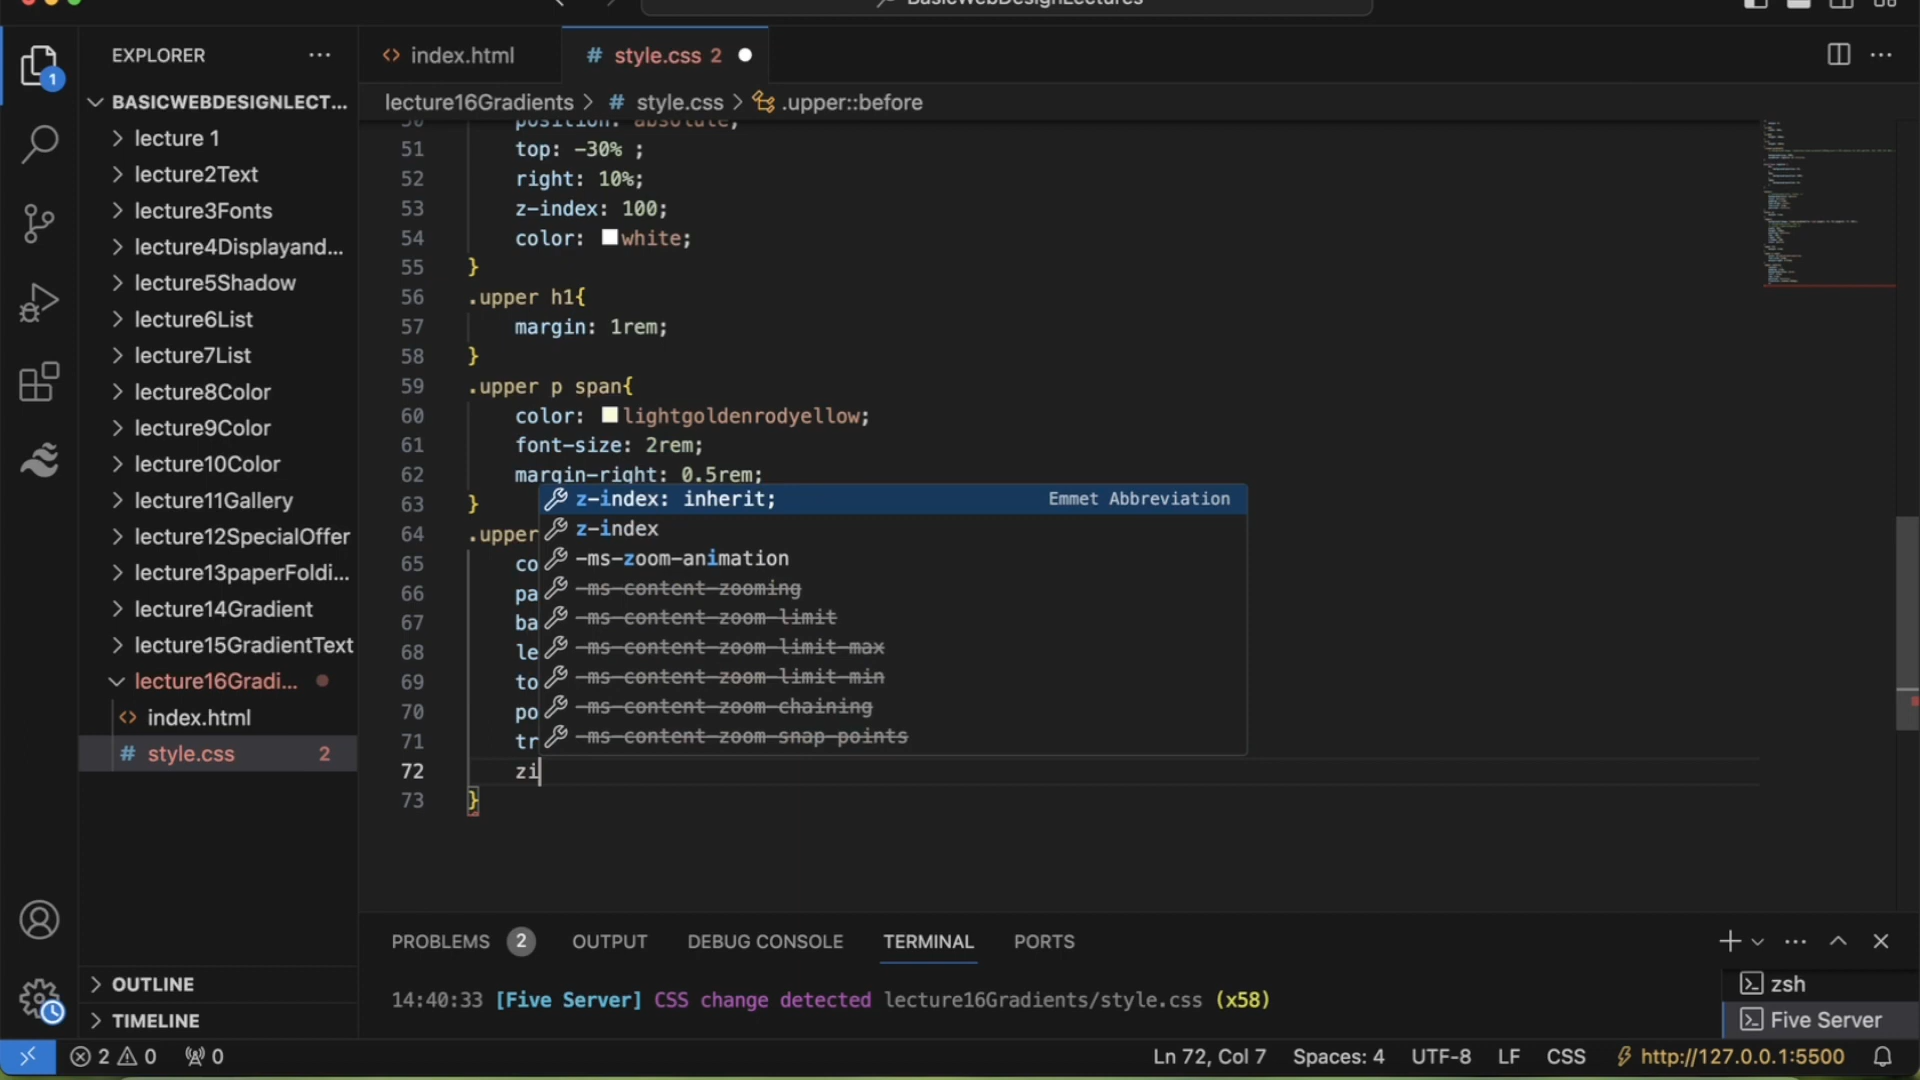 BasicWebDesignLectures
EXPLORER
index.html
style.css 2
1
BASICWEBDESIGNLECT...
lecture16Gradients > # style.css > .upper::before
lecture 1
lecture2Text
lecture3Fonts
lecture4Displayand...
lecture5Shadow
lecture6List
lecture7List
lecture8Color
lecture9Color
lecture10Color
lecture11Gallery
lecture12SpecialOffer
lecture13paperFoldi...
lecture14Gradient
lecture15GradientText
lecture16Gradi...
index.html
# style.css 2
50 position: absolute;
51 top: -30% ;
52 right: 10%;
53 z-index: 100;
54 color: white;
55 }
56 .upper h1{
57 margin: 1rem;
58 }
59 .upper p span{
60 color: lightgoldenrodyellow;
61 font-size: 2rem;
62 margin-right: 0.5rem;
63 }
64 .upper
65 co
66 pa
67 ba
68 le
69 to
70 po
71 tr
72 zi
73 }
z-index: inherit; Emmet Abbreviation
z-index
-ms-zoom-animation
-ms-content-zooming
-ms-content-zoom-limit
-ms-content-zoom-limit-max
-ms-content-zoom-limit-min
-ms-content-zoom-chaining
-ms-content-zoom-snap-points
OUTLINE
TIMELINE
PROBLEMS 2 OUTPUT DEBUG CONSOLE TERMINAL PORTS
14:40:33 [Five Server] CSS change detected lecture16Gradients/style.css (x58)
zsh
Five Server
2 0 0
Ln 72, Col 7 Spaces: 4 UTF-8 LF CSS http://127.0.0.1:5500